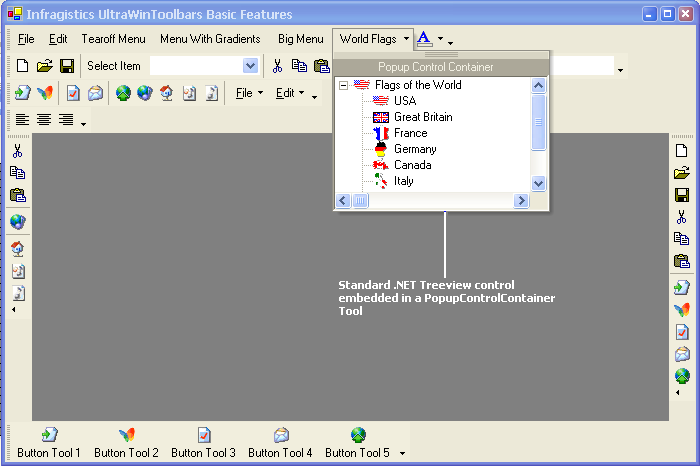 Infragistics UltraWinToolbars Basic Features
File Edit Tearoff Menu Menu With Gradients Big Menu World Flags A
Select Item
Popup Control Container
File Edit
Flags of the World
USA
Great Britain
France
Germany
Canada
Italy
Standard .NET Treeview control
embedded in a PopupControlContainer
Tool
Button Tool 1 Button Tool 2 Button Tool 3 Button Tool 4 Button Tool 5